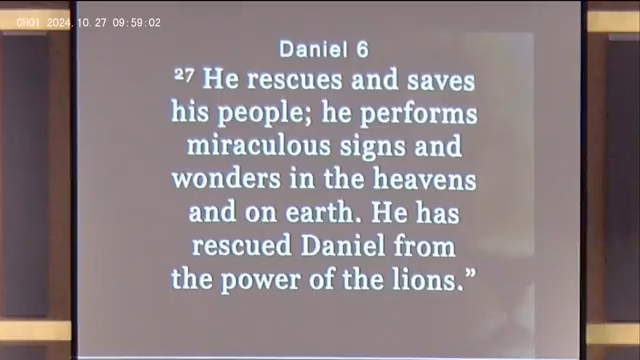 CH01 2024.10.27 09:59:02
Daniel 6
27 He rescues and saves
his people; he performs
miraculous signs and
wonders in the heavens
and on earth. He has
rescued Daniel from
the power of the lions.”